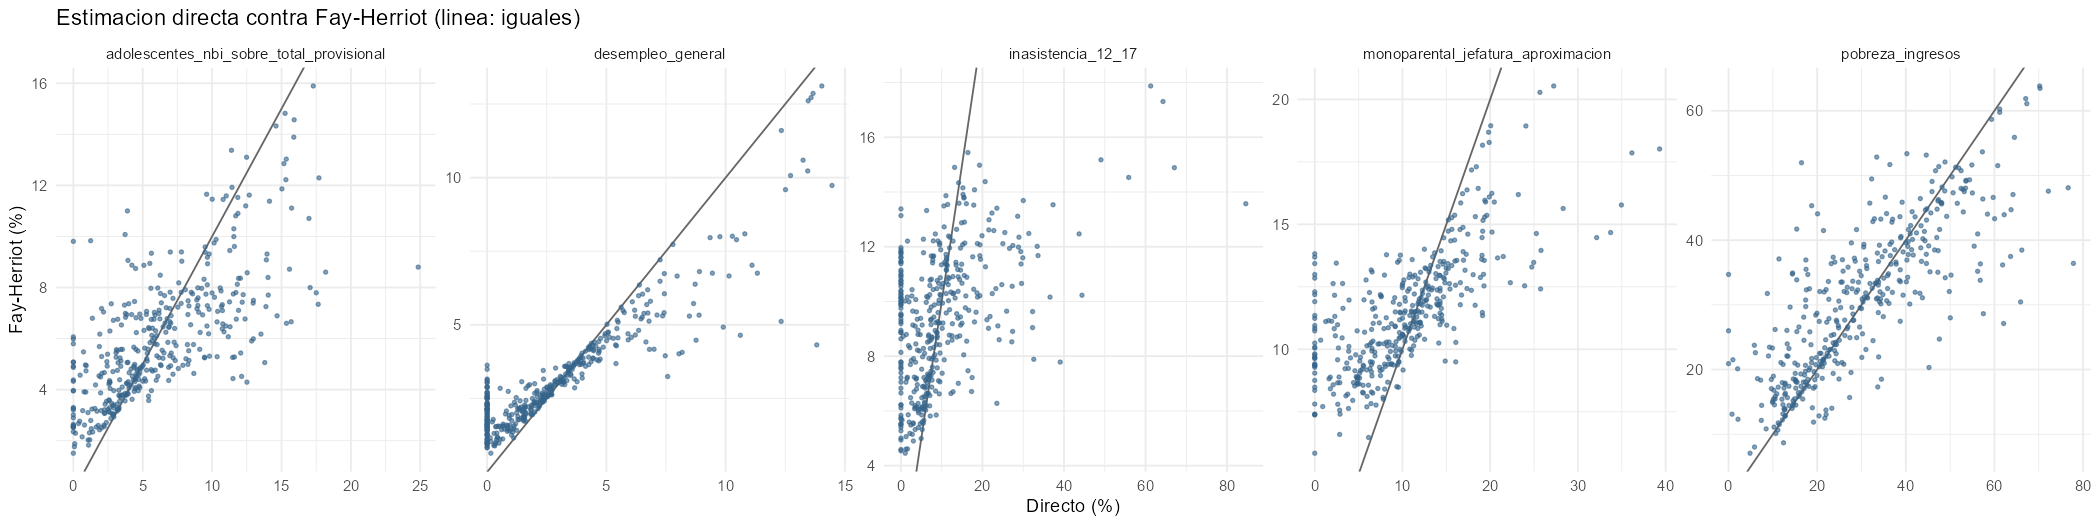 Estimacion directa contra Fay-Herriot (linea: iguales)
adolescentes_nbi_sobre_total_provisional
desempleo_general
inasistencia_12_17
monoparental_jefatura_aproximacion
pobreza_ingresos
Fay-Herriot (%)
16
12
8
4
0 5 10 15 20 25
10
5
0 5 10 15
16
12
8
4
0 20 40 60 80
20
15
10
0 10 20 30 40
60
40
20
0 20 40 60 80
Directo (%)